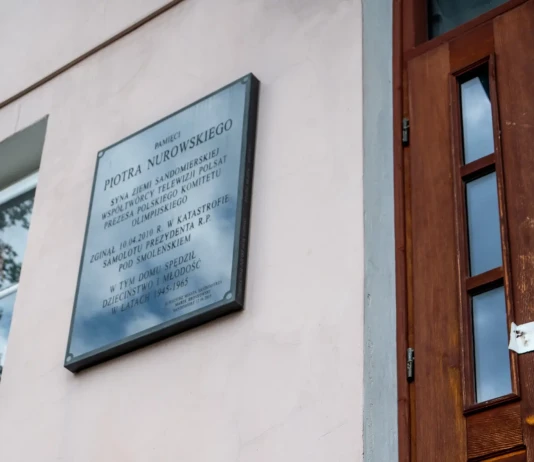 PAMIĘCI
PIOTRA NUROWSKIEGO
SYNA ZIEMI SANDOMIERSKIEJ
WSPÓŁTWÓRCY TELEWIZJI POLSAT
PREZESA POLSKIEGO KOMITETU
OLIMPIJSKIEGO
ZGINĄŁ 10.04.2010 R. W KATASTROFIE
SAMOLOTU PREZYDENTA R.P.
POD SMOLEŃSKIEM
W TYM DOMU SPĘDZIŁ
DZIECIŃSTWO I MŁODOŚĆ
W LATACH 1945-1965